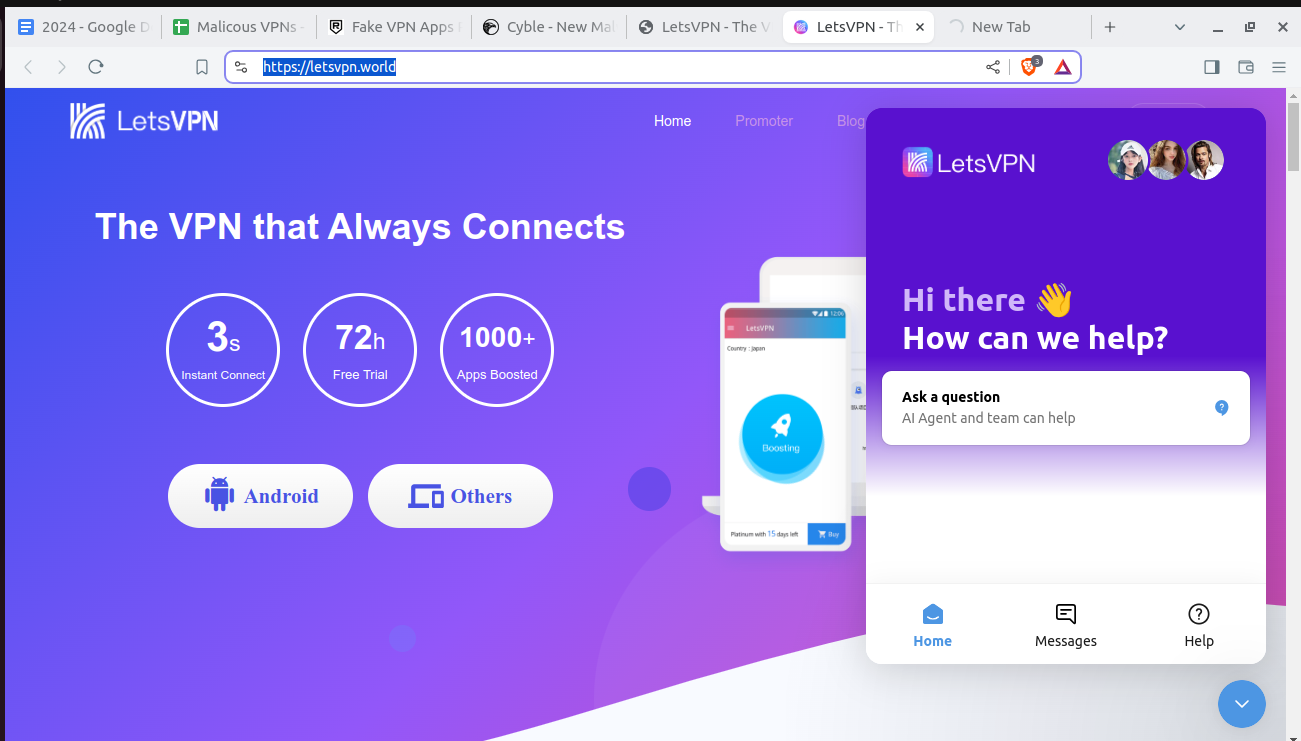 2024 - Google D
Malicous VPNs -
Fake VPN Apps
Cyble - New Mal
LetsVPN - The V
LetsVPN - Th
New Tab
https://letsvpn.world
3
LetsVPN
Home
Promoter
Blog
LetsVPN
The VPN that Always Connects
3s
Instant Connect
72h
Free Trial
1000+
Apps Boosted
Android
Others
12:09
LetsVPN
Country : Japan
Boosting
Platinum with 15 days left
Buy
Hi there 👋
How can we help?
Ask a question
AI Agent and team can help
Home
Messages
Help